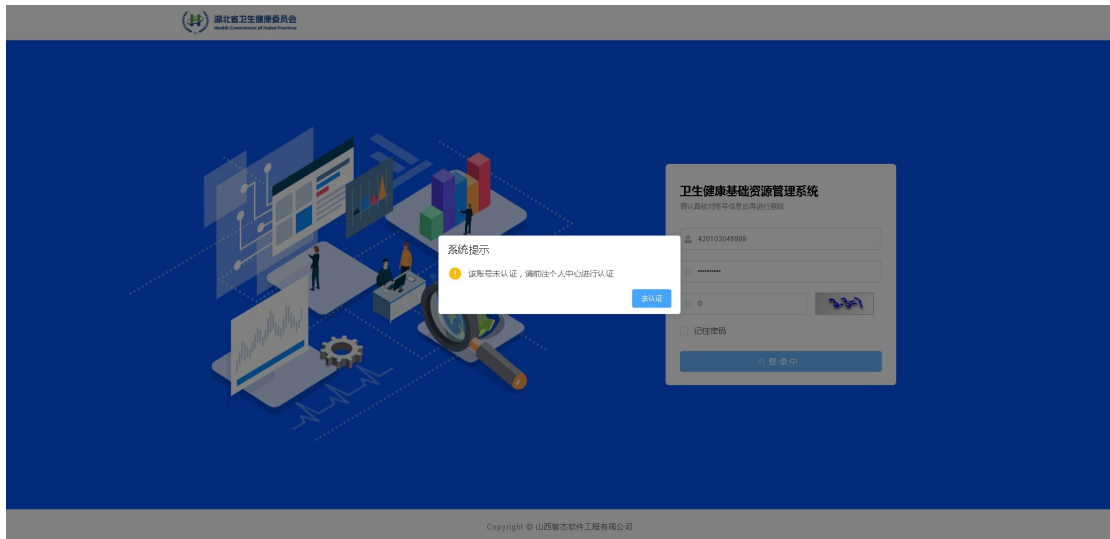 湖北省卫生健康委员会
Health Commission of Hubei Province
卫生健康基础资源管理系统
请认真核对账号信息后再进行登陆
420103046989
••••••••••
0
3-3=?
记住密码
登 录 中
系统提示
该账号未认证,请前往个人中心进行认证
去认证
Copyright © 山西智杰软件工程有限公司